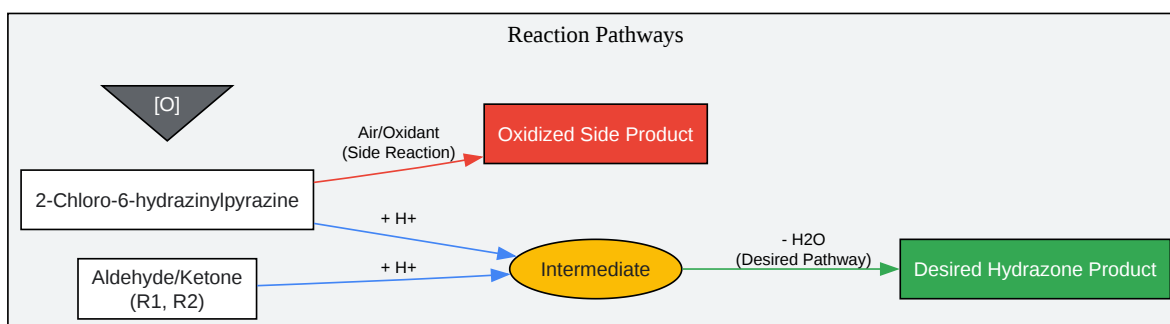 Reaction Pathways
[O]
Air/Oxidant
(Side Reaction)
Oxidized Side Product
2-Chloro-6-hydrazinylpyrazine
+ H+
Aldehyde/Ketone
(R1, R2)
+ H+
Intermediate
- H2O
(Desired Pathway)
Desired Hydrazone Product